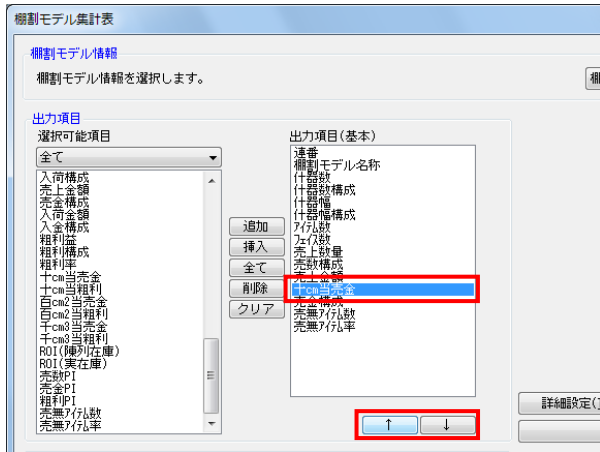 棚割モデル集計表
棚割モデル情報
棚割モデル情報を選択します。
出力項目
選択可能項目
全て
入荷構成
売上金額
売金構成
入荷金額
入金構成
粗利益
粗利構成
粗利率
十cm当売金
十cm当粗利
百cm2当売金
百cm2当粗利
千cm3当売金
千cm3当粗利
ROI(陳列在庫)
ROI(実在庫)
売数PI
売金PI
粗利PI
売無ｱｲﾃﾑ数
売無ｱｲﾃﾑ率
追加
挿入
全て
削除
クリア
出力項目(基本)
連番
棚割モデル名称
什器数
什器数構成
什器幅
什器幅構成
ｱｲﾃﾑ数
ﾌｪｲｽ数
売上数量
売数構成
売上金額
十cm当売金
売金構成
売無ｱｲﾃﾑ数
売無ｱｲﾃﾑ率
↑ ↓
詳細設定(